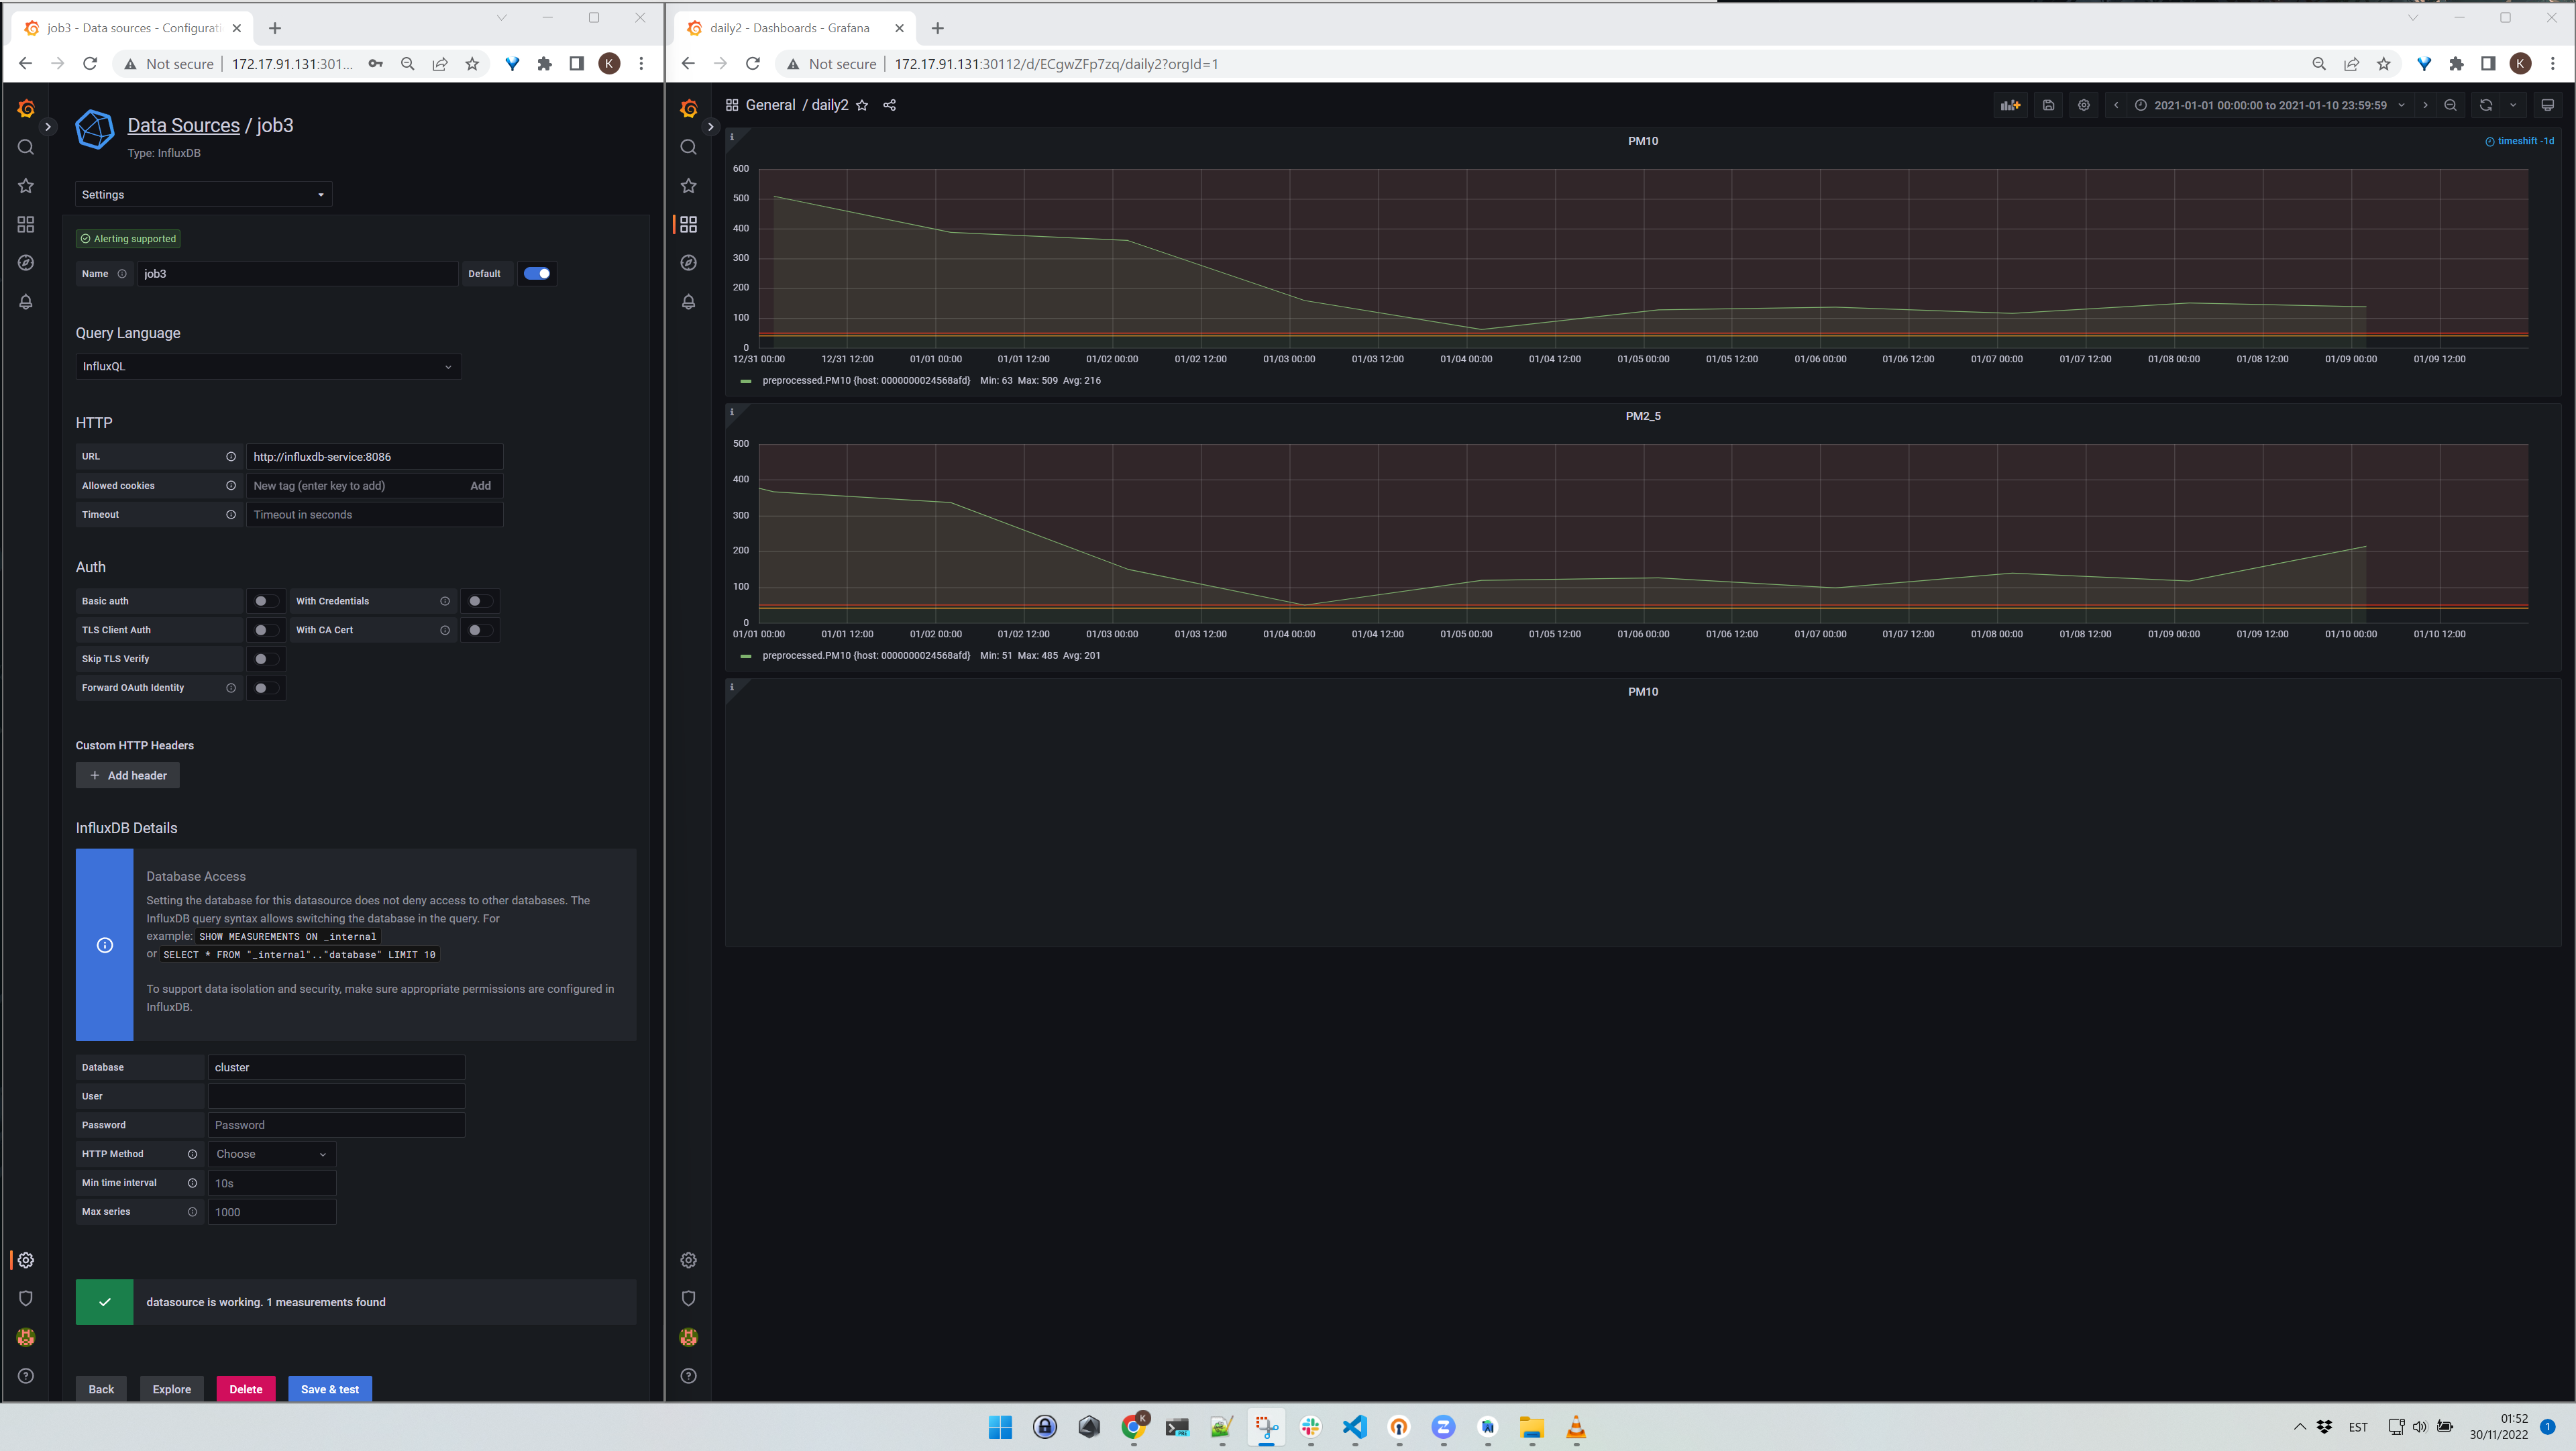 job3 - Data sources - Configurati
Not secure
172.17.91.131:301...
K
Data Sources / job3
Type: InfluxDB
Settings
Alerting supported
Name
job3
Default
Query Language
InfluxQL
HTTP
URL
http://influxdb-service:8086
Allowed cookies
New tag (enter key to add)
Add
Timeout
Timeout in seconds
Auth
Basic auth
With Credentials
TLS Client Auth
With CA Cert
Skip TLS Verify
Forward OAuth Identity
Custom HTTP Headers
Add header
InfluxDB Details
Database Access
Setting the database for this datasource does not deny access to other databases. The
InfluxDB query syntax allows switching the database in the query. For
example: SHOW MEASUREMENTS ON _internal
or SELECT * FROM "_internal".."database" LIMIT 10
To support data isolation and security, make sure appropriate permissions are configured in
InfluxDB.
Database
cluster
User
Password
Password
HTTP Method
Choose
Min time interval
10s
Max series
1000
datasource is working. 1 measurements found
Back
Explore
Delete
Save & test
daily2 - Dashboards - Grafana
Not secure
172.17.91.131:30112/d/ECgwZFp7zq/daily2?orgId=1
K
General / daily2
2021-01-01 00:00:00 to 2021-01-10 23:59:59
PM10
timeshift -1d
600
500
400
300
200
100
0
12/31 00:00 12/31 12:00 01/01 00:00 01/01 12:00 01/02 00:00 01/02 12:00 01/03 00:00 01/03 12:00 01/04 00:00 01/04 12:00 01/05 00:00 01/05 12:00 01/06 00:00 01/06 12:00 01/07 00:00 01/07 12:00 01/08 00:00 01/08 12:00 01/09 00:00 01/09 12:00
preprocessed.PM10 {host: 0000000024568afd} Min: 63 Max: 509 Avg: 216
PM2_5
500
400
300
200
100
0
01/01 00:00 01/01 12:00 01/02 00:00 01/02 12:00 01/03 00:00 01/03 12:00 01/04 00:00 01/04 12:00 01/05 00:00 01/05 12:00 01/06 00:00 01/06 12:00 01/07 00:00 01/07 12:00 01/08 00:00 01/08 12:00 01/09 00:00 01/09 12:00 01/10 00:00 01/10 12:00
preprocessed.PM10 {host: 0000000024568afd} Min: 51 Max: 485 Avg: 201
PM10
K
PRE
EST
01:52
30/11/2022
1